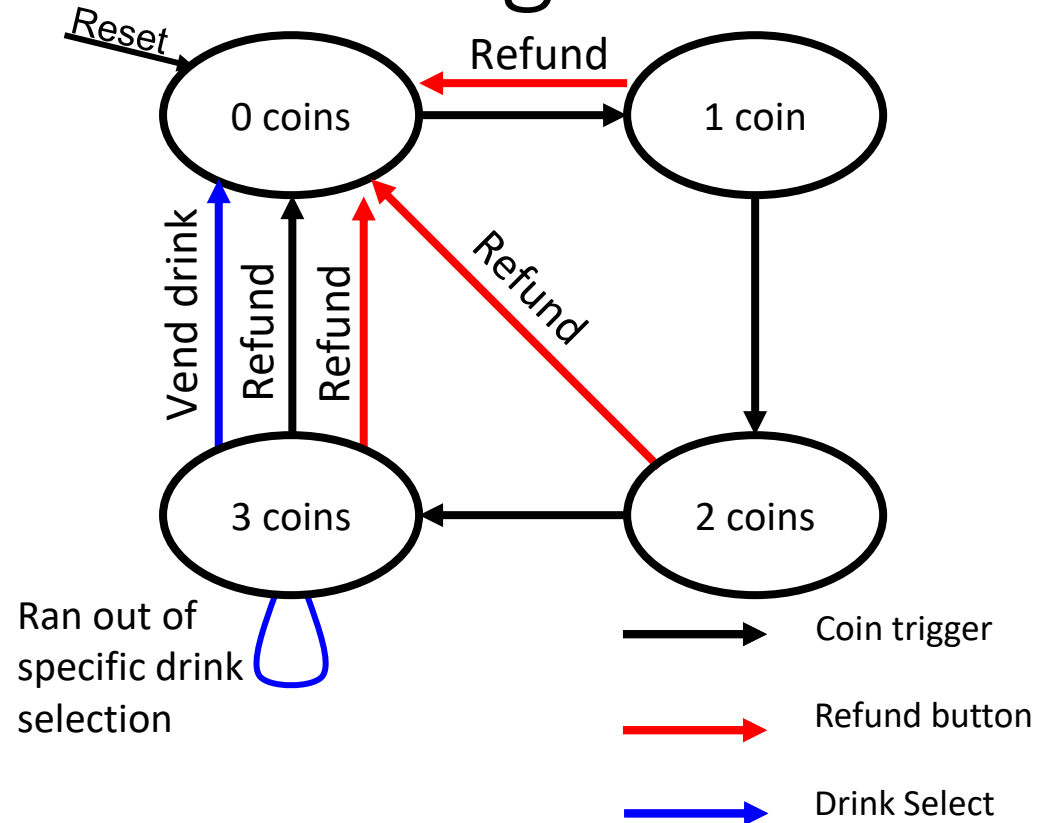 Reset
Refund
0 coins
1 coin
Vend drink
Refund
Refund
Refund
3 coins
2 coins
Ran out of
specific drink
selection
Coin trigger
Refund button
Drink Select